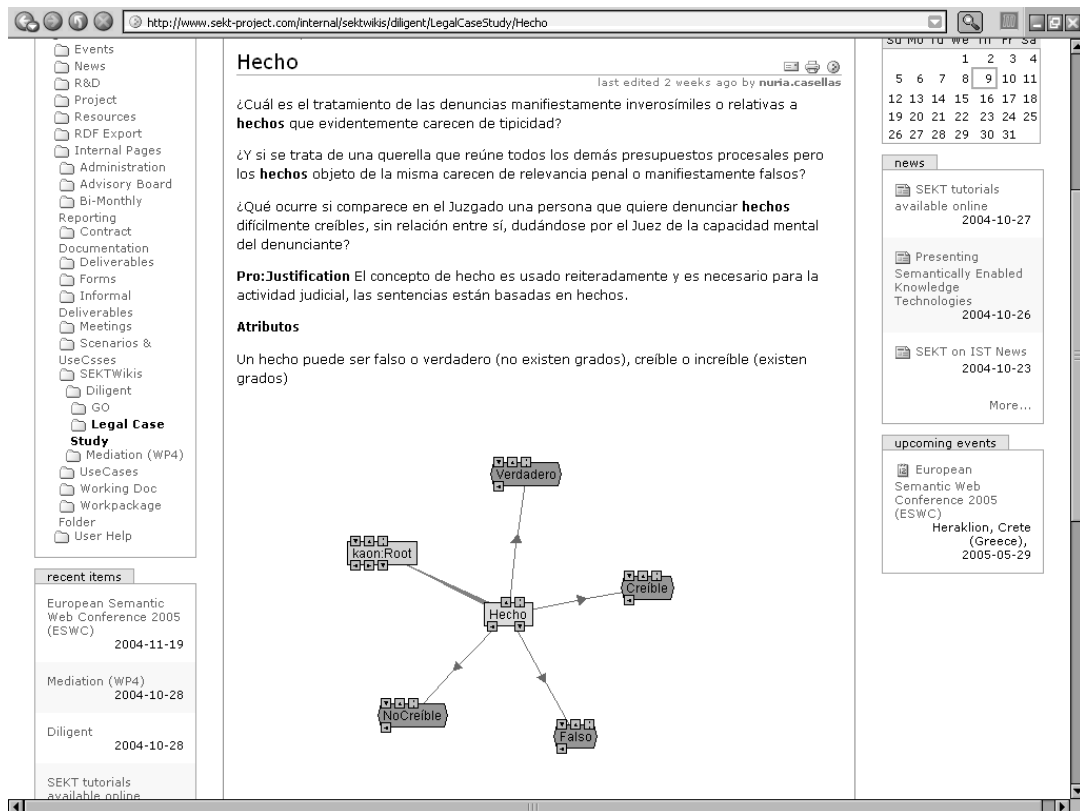 http://www.sekt-project.com/internal/sektwikis/diligent/LegalCaseStudy/Hecho
Events
News
R&D
Project
Resources
RDF Export
Internal Pages
Administration
Advisory Board
Bi-Monthly
Reporting
Contract
Documentation
Deliverables
Forms
Informal
Deliverables
Meetings
Scenarios &
UseCsses
SEKTWikis
Diligent
GO
Legal Case
Study
Mediation (WP4)
UseCases
Working Doc
Workpackage
Folder
User Help
recent items
European Semantic
Web Conference 2005
(ESWC)
2004-11-19
Mediation (WP4)
2004-10-28
Diligent
2004-10-28
SEKT tutorials
available online
Hecho
last edited 2 weeks ago by nuria.casellas
¿Cuál es el tratamiento de las denuncias manifiestamente inverosímiles o relativas a
hechos que evidentemente carecen de tipicidad?
¿Y si se trata de una querella que reúne todos los demás presupuestos procesales pero
los hechos objeto de la misma carecen de relevancia penal o manifiestamente falsos?
¿Qué ocurre si comparece en el Juzgado una persona que quiere denunciar hechos
difícilmente creíbles, sin relación entre sí, dudándose por el Juez de la capacidad mental
del denunciante?
Pro:Justification El concepto de hecho es usado reiteradamente y es necesario para la
actividad judicial, las sentencias están basadas en hechos.
Atributos
Un hecho puede ser falso o verdadero (no existen grados), creíble o increíble (existen
grados)
Verdadero
kaon:Root
Creíble
Hecho
NoCreíble
Falso
Su Mo Tu We Th Fr Sa
1 2 3 4
5 6 7 8 9 10 11
12 13 14 15 16 17 18
19 20 21 22 23 24 25
26 27 28 29 30 31
news
SEKT tutorials
available online
2004-10-27
Presenting
Semantically Enabled
Knowledge
Technologies
2004-10-26
SEKT on IST News
2004-10-23
More...
upcoming events
European
Semantic Web
Conference 2005
(ESWC)
Heraklion, Crete
(Greece),
2005-05-29